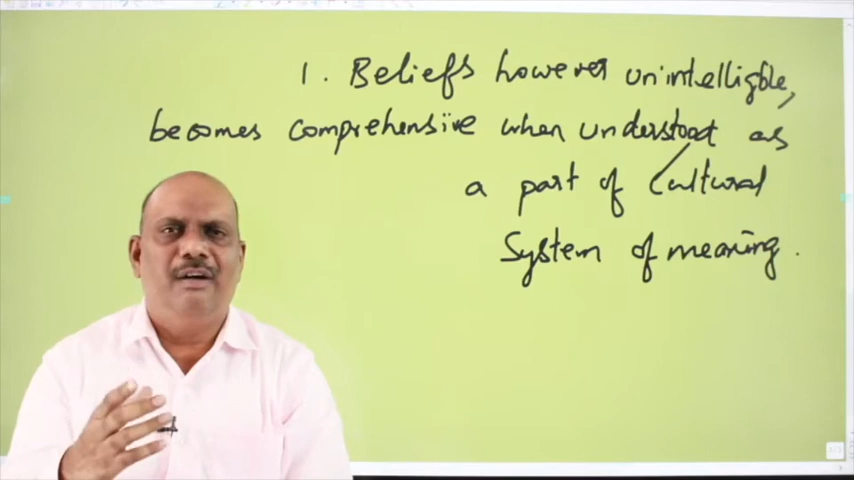 1. Beliefs however unintelligible,
becomes comprehensive when understood as
a part of Cultural
System of meaning.